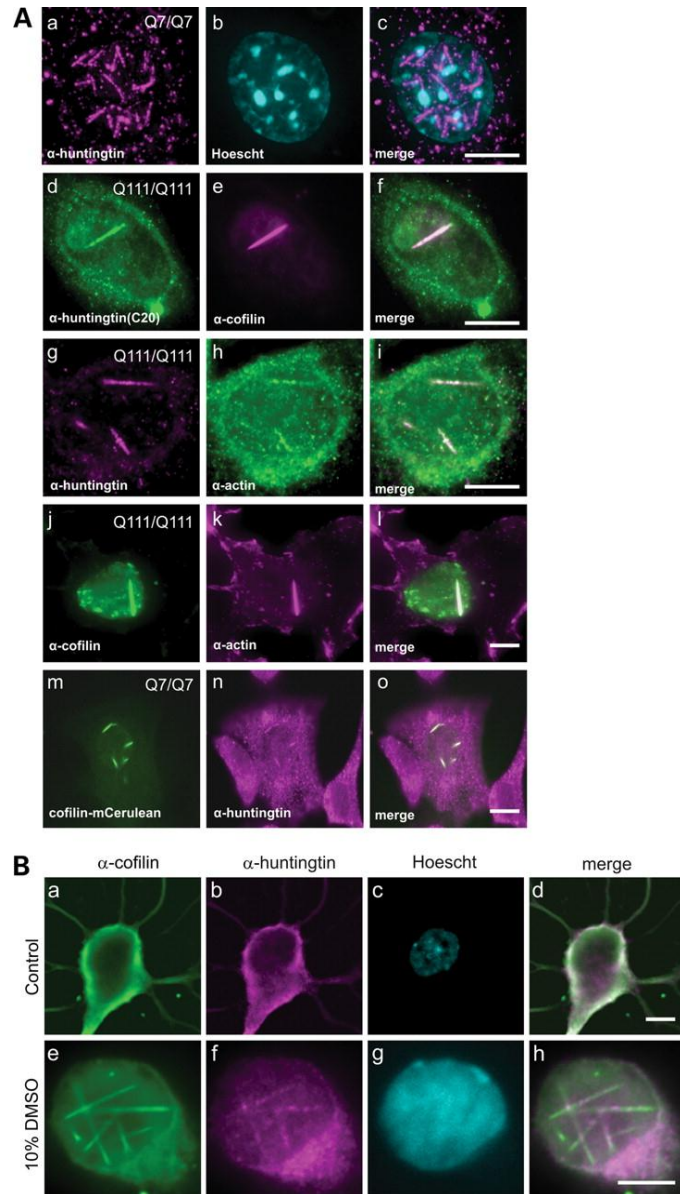 A
a Q7/Q7 b c
α-huntingtin Hoescht merge
d Q111/Q111 e f
α-huntingtin(C20) α-cofilin merge
g Q111/Q111 h i
α-huntingtin α-actin merge
j Q111/Q111 k l
α-cofilin α-actin merge
m Q7/Q7 n o
cofilin-mCerulean α-huntingtin merge
B α-cofilin α-huntingtin Hoescht merge
Control a b c d
10% DMSO e f g h